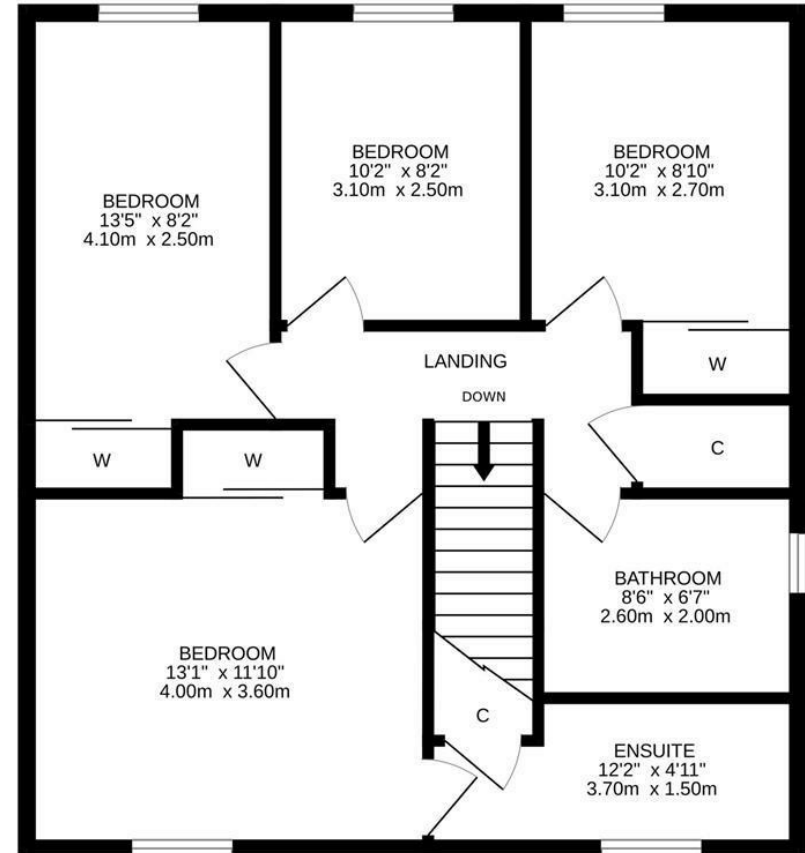 BEDROOM
13'5" x 8'2"
4.10m x 2.50m
BEDROOM
10'2" x 8'2"
3.10m x 2.50m
BEDROOM
10'2" x 8'10"
3.10m x 2.70m
LANDING
DOWN
W
C
W
W
BEDROOM
13'1" x 11'10"
4.00m x 3.60m
BATHROOM
8'6" x 6'7"
2.60m x 2.00m
C
ENSUITE
12'2" x 4'11"
3.70m x 1.50m